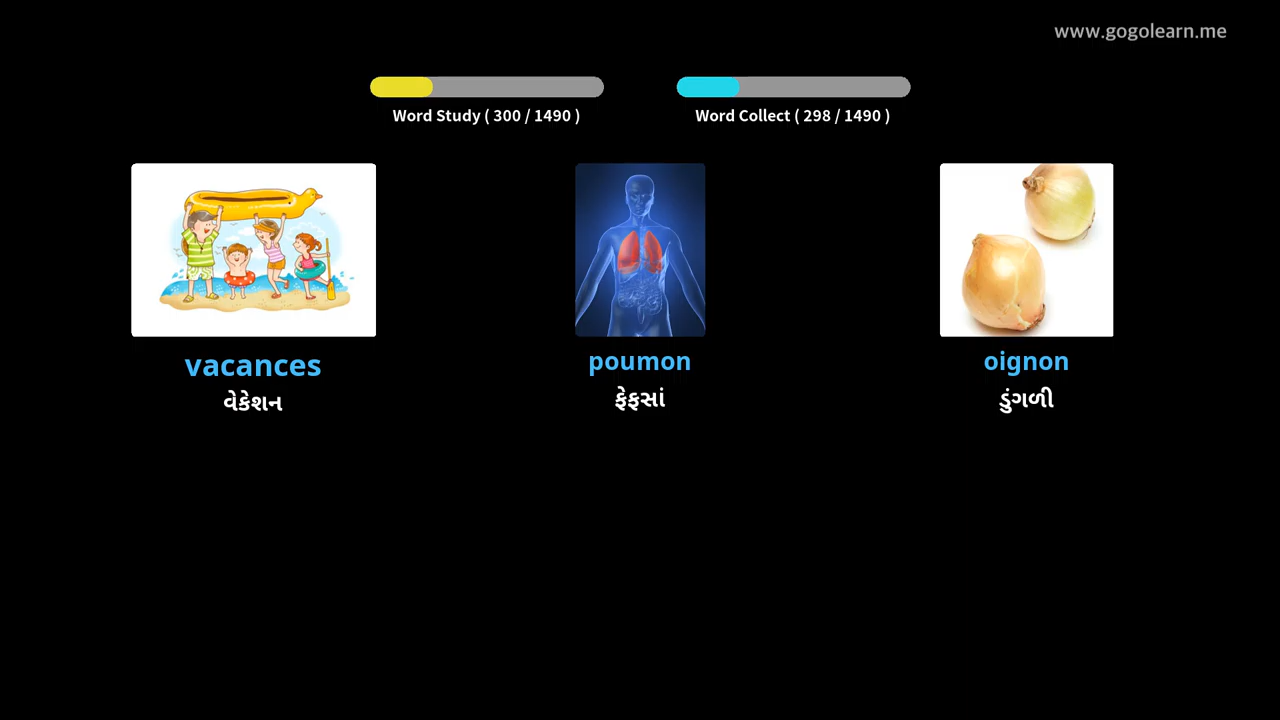 www.gogolearn.me
Word Study ( 300 / 1490 )
Word Collect ( 298 / 1490 )
vacances
poumon
oignon
વેકેશન
ફેફસાં
ડુંગળી